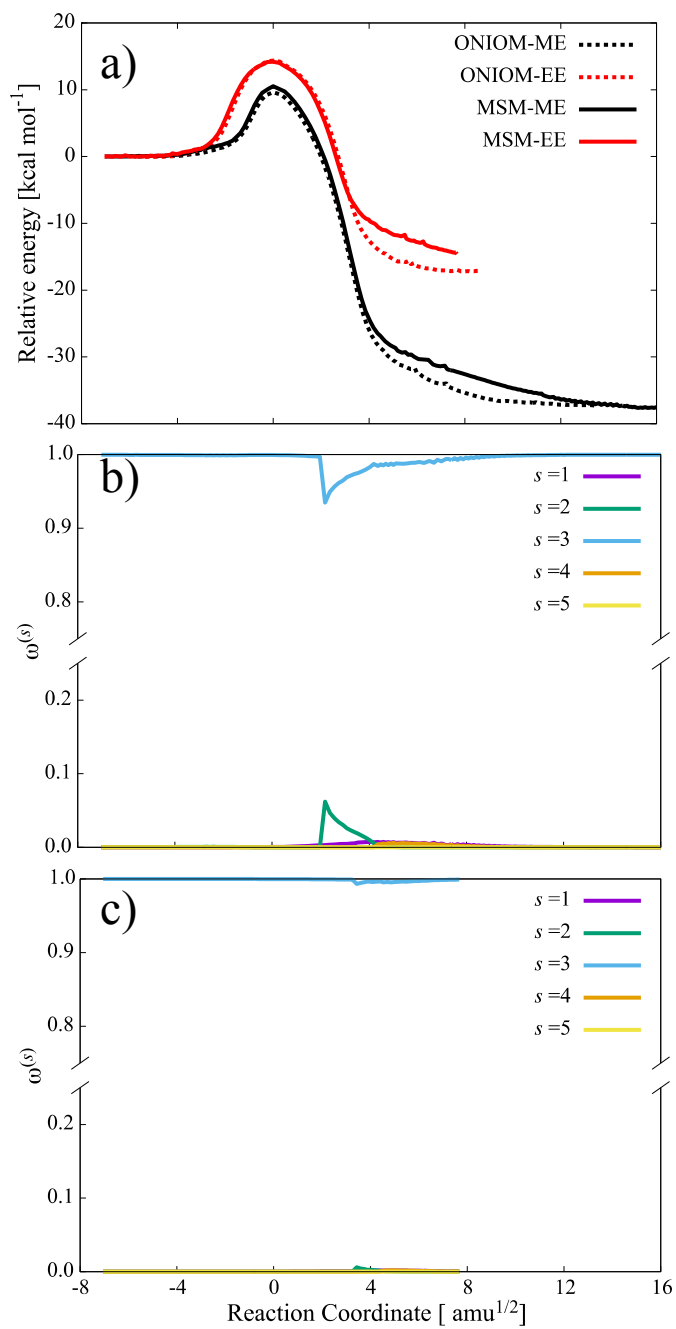 a)
Relative energy [kcal mol⁻¹]
20
10
0
-10
-20
-30
-40
ONIOM-ME
ONIOM-EE
MSM-ME
MSM-EE
b)
ω⁽ˢ⁾
1.0
0.9
0.8
0.2
0.1
0.0
s =1
s =2
s =3
s =4
s =5
c)
ω⁽ˢ⁾
1.0
0.9
0.8
0.2
0.1
0.0
s =1
s =2
s =3
s =4
s =5
-8 -4 0 4 8 12 16
Reaction Coordinate [ amu¹ᐟ²]